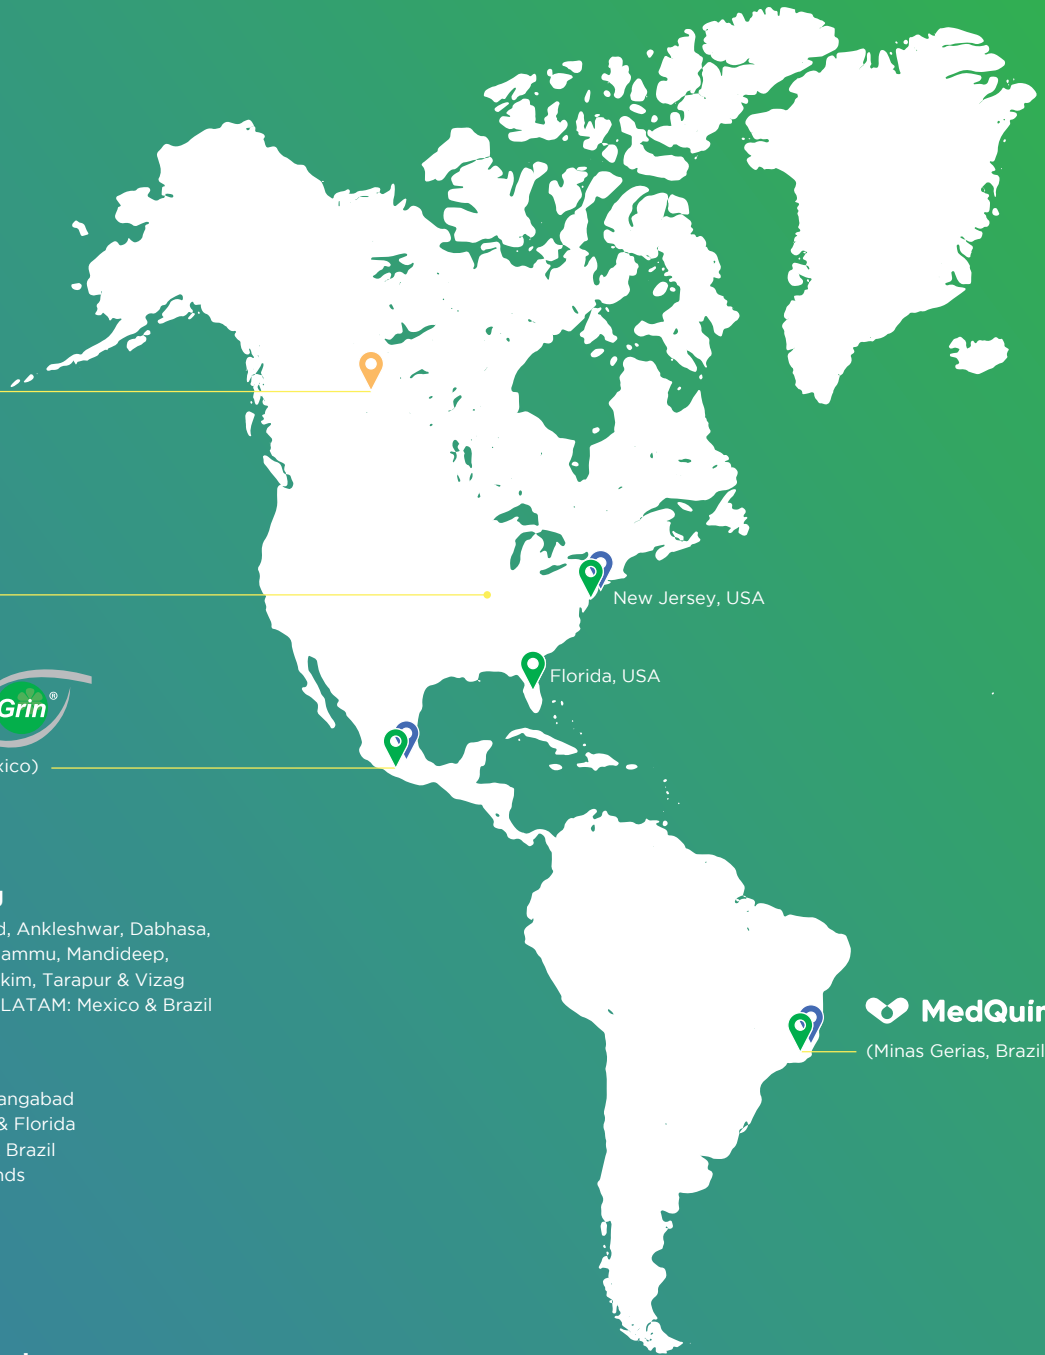 New Jersey, USA
Florida, USA
Grin®
xico)
d, Ankleshwar, Dabhasa,
ammu, Mandideep,
kim, Tarapur & Vizag
LATAM: Mexico & Brazil
MedQuim
(Minas Gerias, Brazil
angabad
& Florida
Brazil
nds